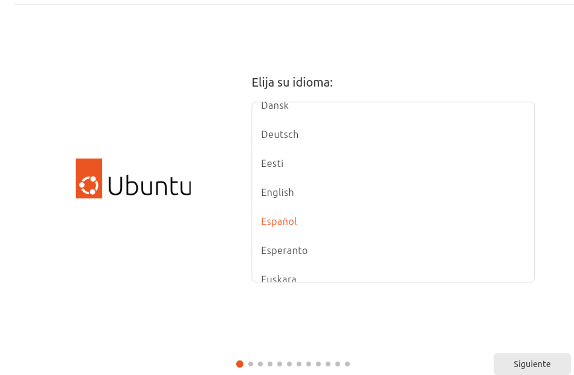 Elija su idioma:
Dansk
Deutsch
Eesti
English
Español
Esperanto
Euskara
Ubuntu
Siguiente